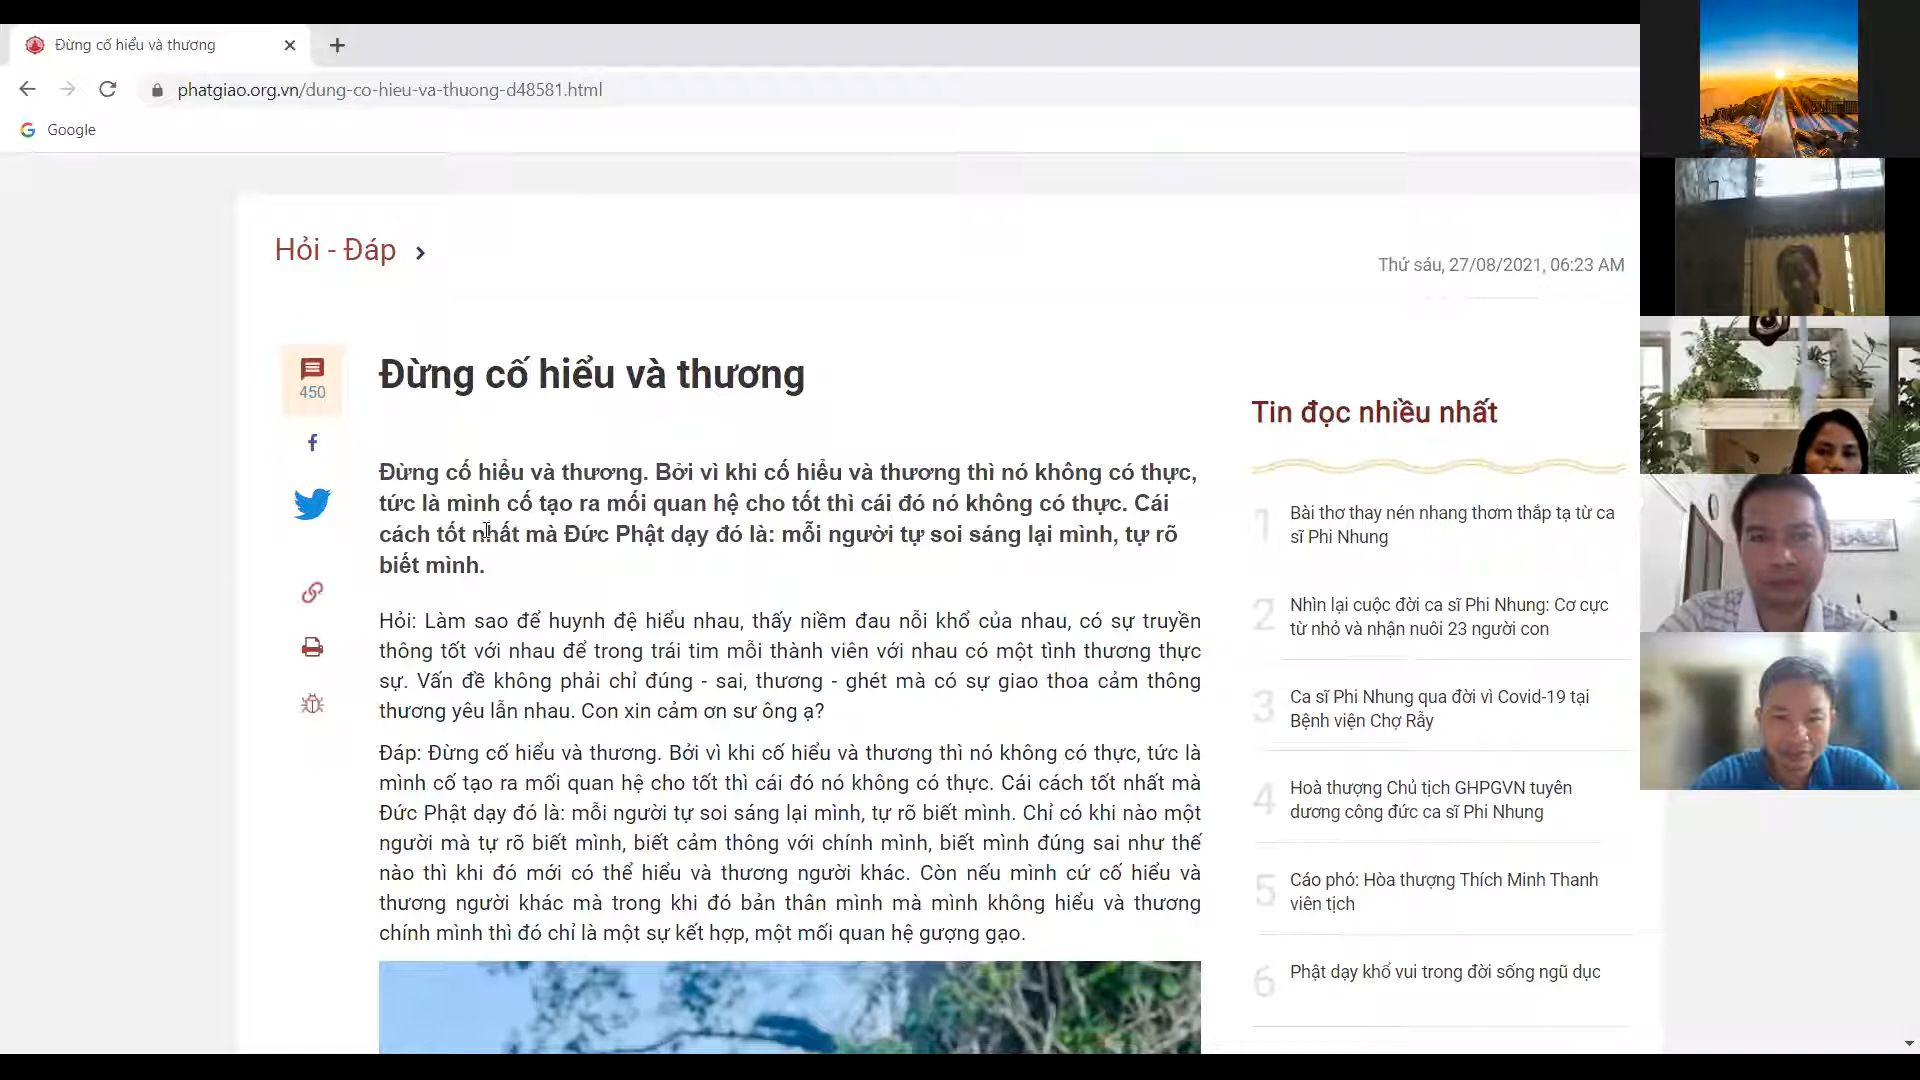 Đừng cố hiểu và thương
phatgiao.org.vn/dung-co-hieu-va-thuong-d48581.html
Google
Hỏi - Đáp
Thứ sáu, 27/08/2021, 06:23 AM
450
Đừng cố hiểu và thương
Đừng cố hiểu và thương. Bởi vì khi cố hiểu và thương thì nó không có thực,
tức là mình cố tạo ra mối quan hệ cho tốt thì cái đó nó không có thực. Cái
cách tốt nhất mà Đức Phật dạy đó là: mỗi người tự soi sáng lại mình, tự rõ
biết mình.
Hỏi: Làm sao để huynh đệ hiểu nhau, thấy niềm đau nỗi khổ của nhau, có sự truyền
thông tốt với nhau để trong trái tim mỗi thành viên với nhau có một tình thương thực
sự. Vấn đề không phải chỉ đúng - sai, thương - ghét mà có sự giao thoa cảm thông
thương yêu lẫn nhau. Con xin cảm ơn sư ông ạ?
Đáp: Đừng cố hiểu và thương. Bởi vì khi cố hiểu và thương thì nó không có thực, tức là
mình cố tạo ra mối quan hệ cho tốt thì cái đó nó không có thực. Cái cách tốt nhất mà
Đức Phật dạy đó là: mỗi người tự soi sáng lại mình, tự rõ biết mình. Chỉ có khi nào một
người mà tự rõ biết mình, biết cảm thông với chính mình, biết mình đúng sai như thế
nào thì khi đó mới có thể hiểu và thương người khác. Còn nếu mình cứ cố hiểu và
thương người khác mà trong khi đó bản thân mình mà mình không hiểu và thương
chính mình thì đó chỉ là một sự kết hợp, một mối quan hệ gượng gạo.
Tin đọc nhiều nhất
1
Bài thơ thay nén nhang thơm thắp tạ từ ca
sĩ Phi Nhung
2
Nhìn lại cuộc đời ca sĩ Phi Nhung: Cơ cực
từ nhỏ và nhận nuôi 23 người con
3
Ca sĩ Phi Nhung qua đời vì Covid-19 tại
Bệnh viện Chợ Rẫy
4
Hoà thượng Chủ tịch GHPGVN tuyên
dương công đức ca sĩ Phi Nhung
5
Cáo phó: Hòa thượng Thích Minh Thanh
viên tịch
6
Phật dạy khổ vui trong đời sống ngũ dục